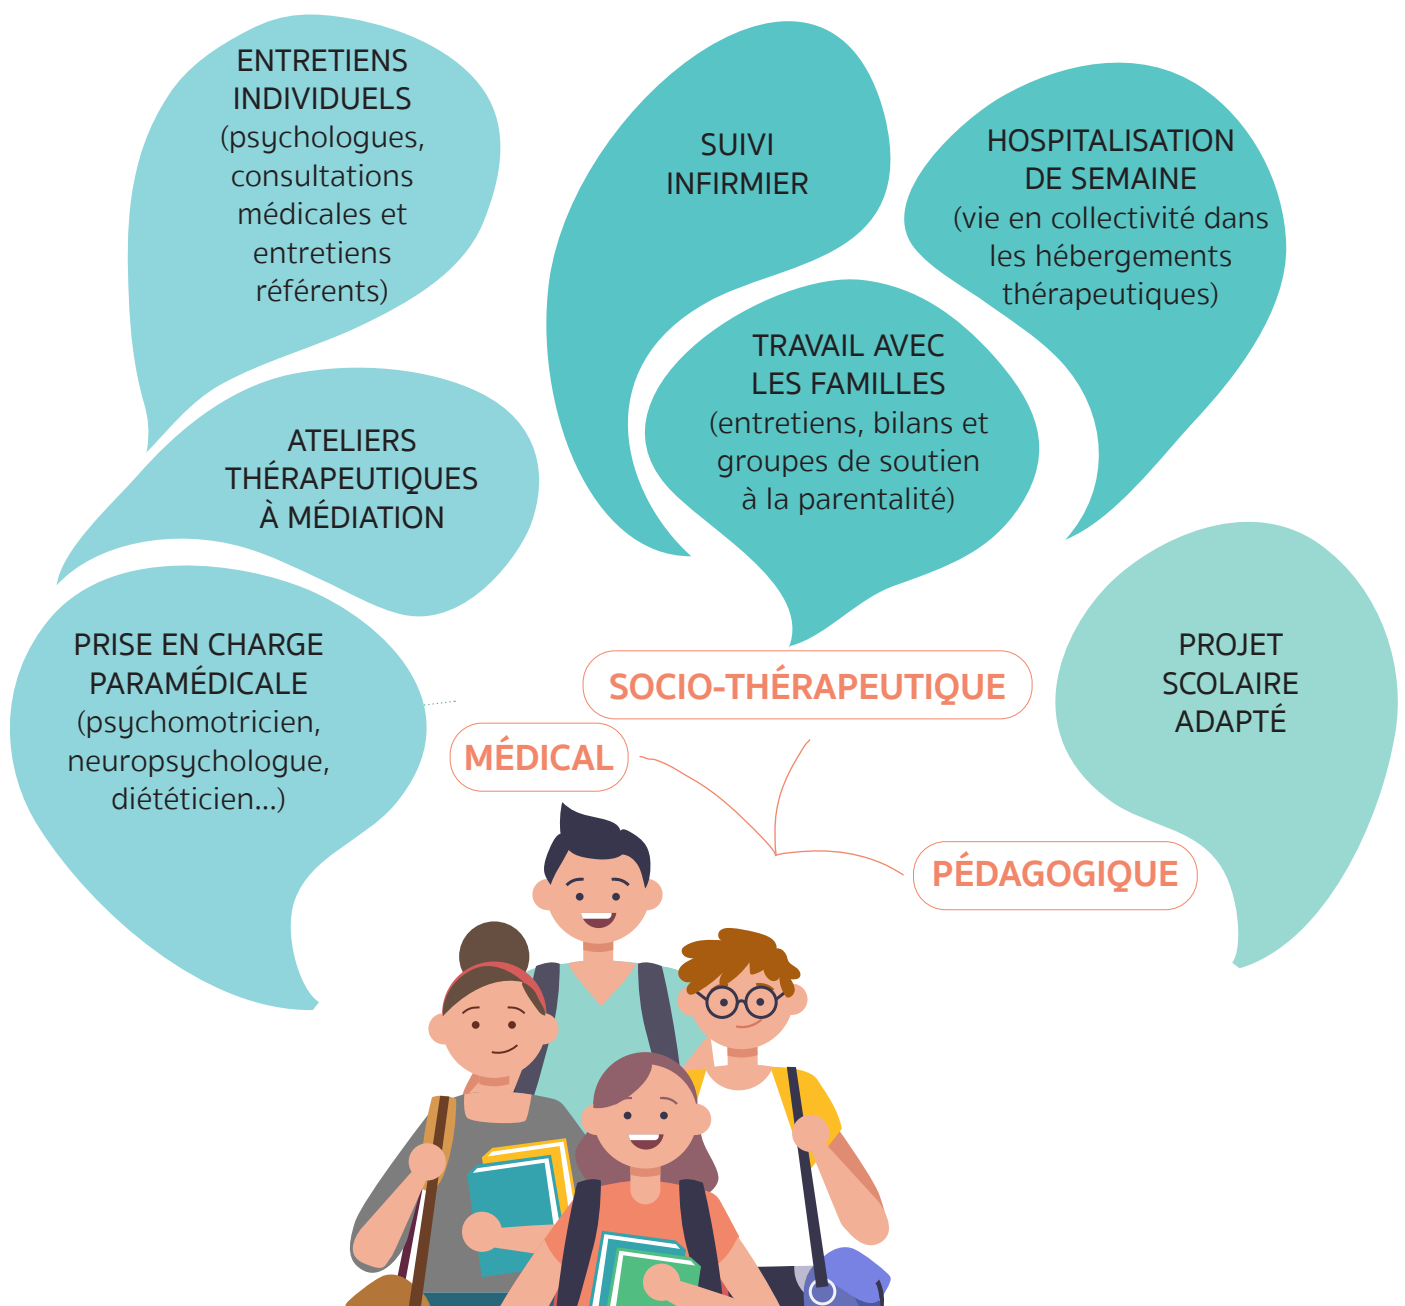 ENTRETIENS
INDIVIDUELS
(psychologues,
consultations
médicales et
entretiens
référents)
ATELIERS
THÉRAPEUTIQUES
À MÉDIATION
PRISE EN CHARGE
PARAMÉDICALE
(psychomotricien,
neuropsychologue,
diététicien...)
SUIVI
INFIRMIER
TRAVAIL AVEC
LES FAMILLES
(entretiens, bilans et
groupes de soutien
à la parentalité)
HOSPITALISATION
DE SEMAINE
(vie en collectivité dans
les hébergements
thérapeutiques)
PROJET
SCOLAIRE
ADAPTÉ
SOCIO-THÉRAPEUTIQUE
MÉDICAL
PÉDAGOGIQUE